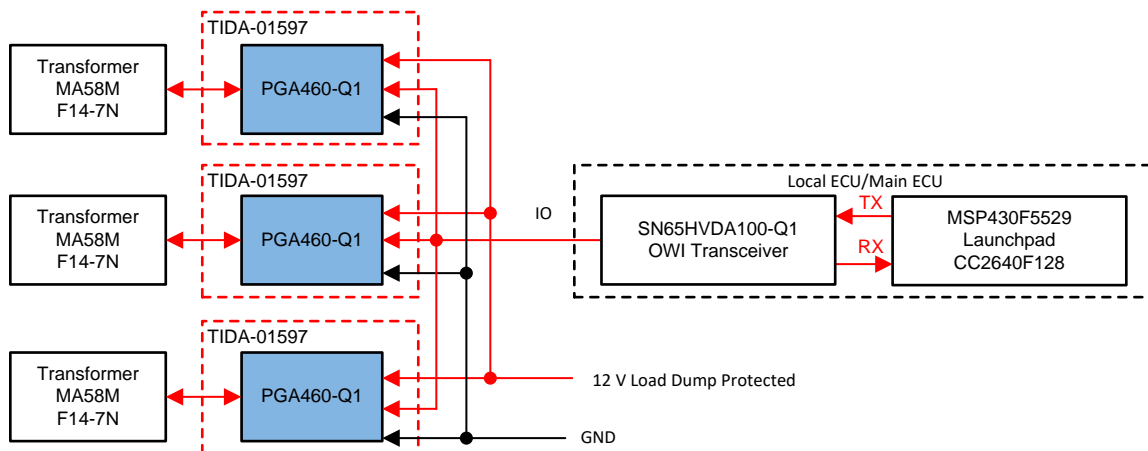 TIDA-01597
Transformer
MA58M
F14-7N
PGA460-Q1
TIDA-01597
Transformer
MA58M
F14-7N
PGA460-Q1
IO
Local ECU/Main ECU
SN65HVDA100-Q1
OWI Transceiver
TX
RX
MSP430F5529
Launchpad
CC2640F128
TIDA-01597
Transformer
MA58M
F14-7N
PGA460-Q1
12 V Load Dump Protected
GND